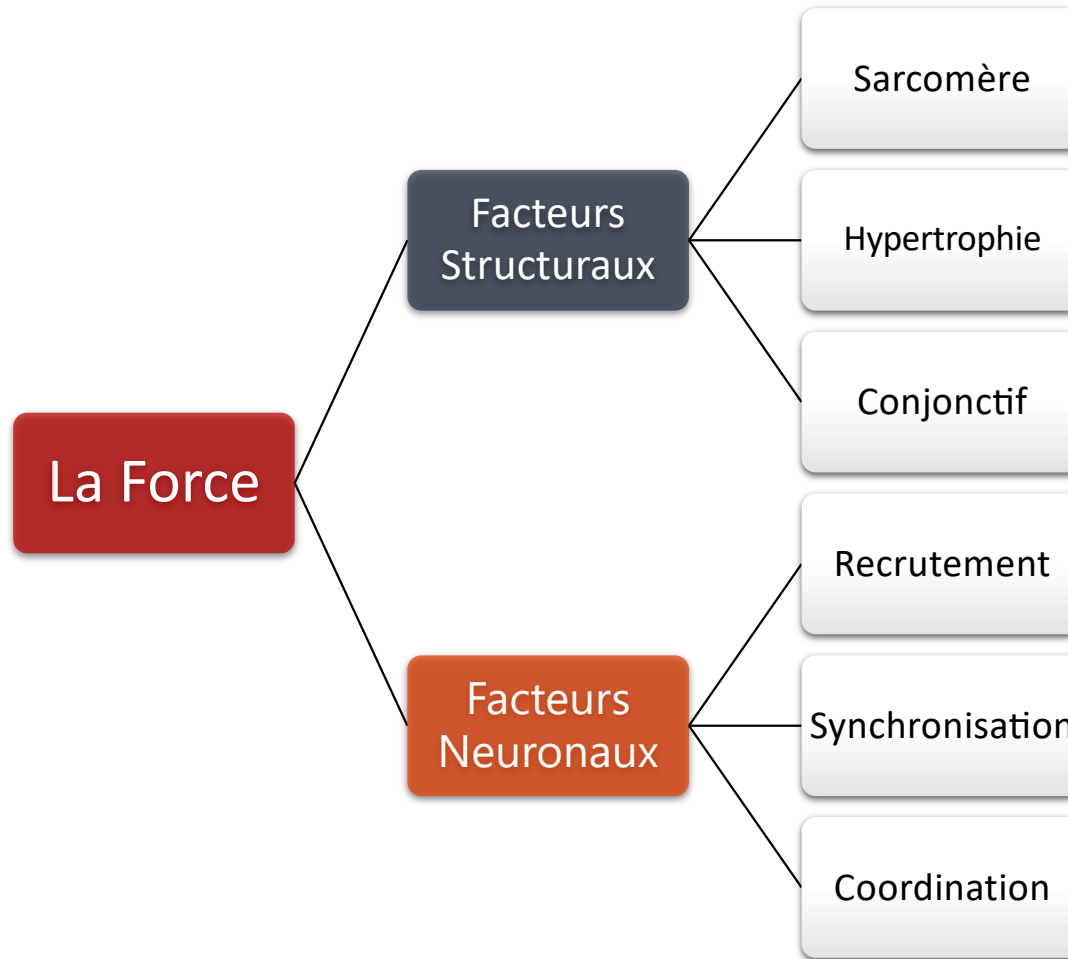 La Force
Facteurs
Structuraux
Sarcomère
Hypertrophie
Conjonctif
Facteurs
Neuronaux
Recrutement
Synchronisation
Coordination